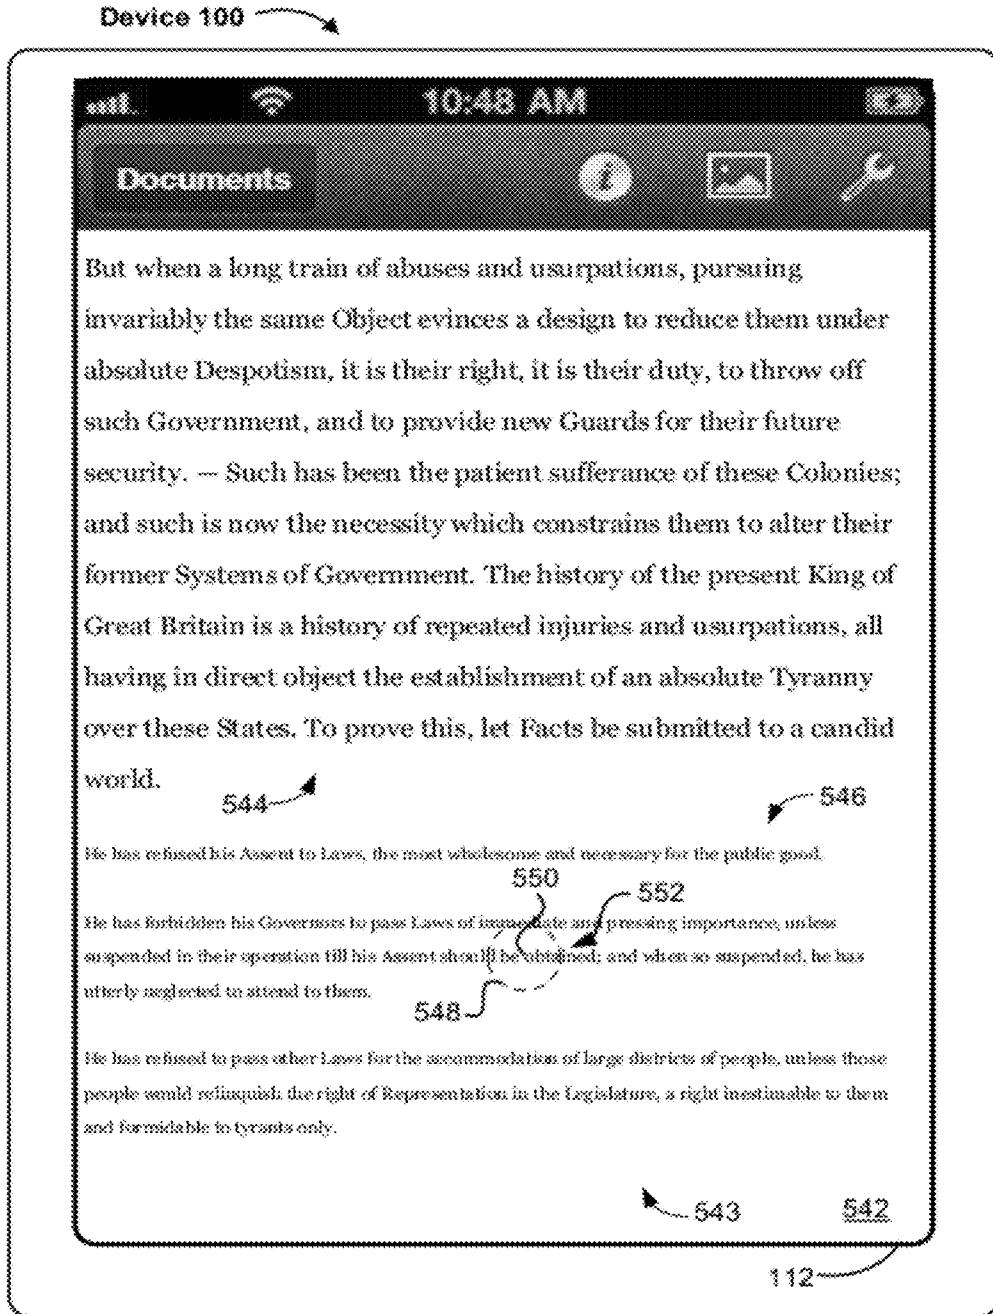 Device 100
10:48 AM
Documents
But when a long train of abuses and usurpations, pursuing
invariably the same Object evinces a design to reduce them under
absolute Despotism, it is their right, it is their duty, to throw off
such Government, and to provide new Guards for their future
security. — Such has been the patient sufferance of these Colonies;
and such is now the necessity which constrains them to alter their
former Systems of Government. The history of the present King of
Great Britain is a history of repeated injuries and usurpations, all
having in direct object the establishment of an absolute Tyranny
over these States. To prove this, let Facts be submitted to a candid
world.
544
546
He has refused his Assent to Laws, the most wholesome and necessary for the public good.
550
552
He has forbidden his Governors to pass Laws of immediate and pressing importance, unless
suspended in their operation till his Assent should be obtained; and when so suspended, he has
utterly neglected to attend to them.
548
He has refused to pass other Laws for the accommodation of large districts of people, unless those
people would relinquish the right of Representation in the Legislature, a right inestimable to them
and formidable to tyrants only.
543
542
112